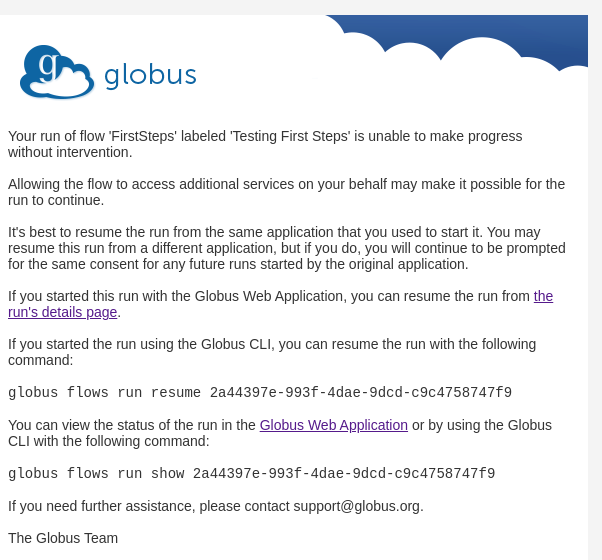 g globus
Your run of flow 'FirstSteps' labeled 'Testing First Steps' is unable to make progress
without intervention.
Allowing the flow to access additional services on your behalf may make it possible for the
run to continue.
It's best to resume the run from the same application that you used to start it. You may
resume this run from a different application, but if you do, you will continue to be prompted
for the same consent for any future runs started by the original application.
If you started this run with the Globus Web Application, you can resume the run from the
run's details page.
If you started the run using the Globus CLI, you can resume the run with the following
command:
globus flows run resume 2a44397e-993f-4dae-9dcd-c9c4758747f9
You can view the status of the run in the Globus Web Application or by using the Globus
CLI with the following command:
globus flows run show 2a44397e-993f-4dae-9dcd-c9c4758747f9
If you need further assistance, please contact support@globus.org.
The Globus Team